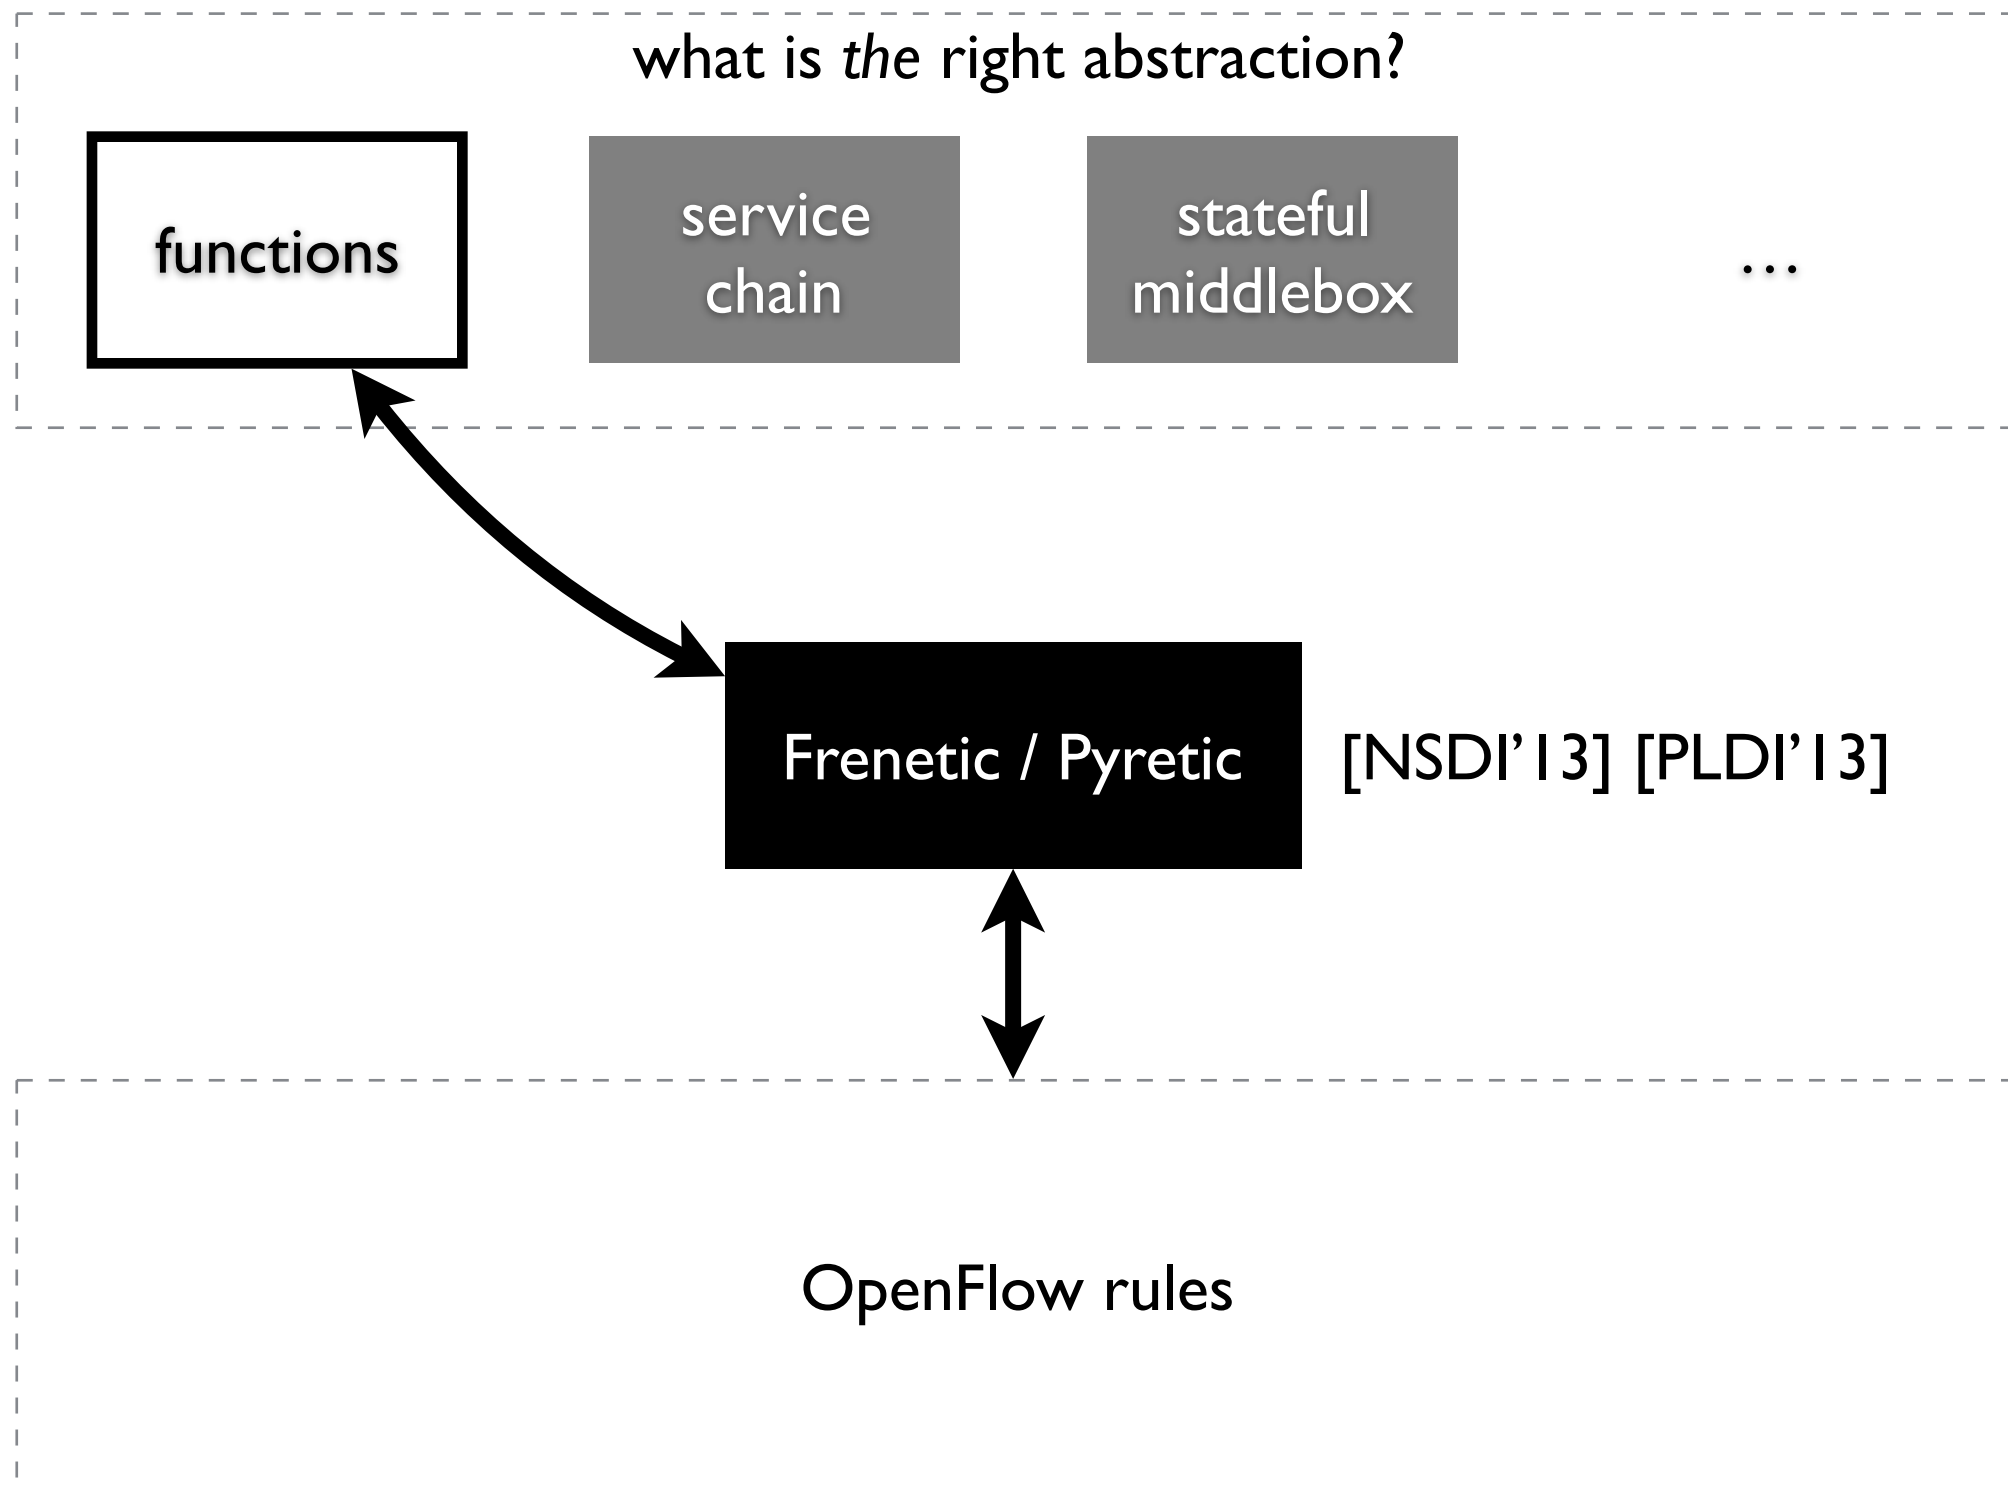 what is the right abstraction?
functions
service
chain
stateful
middlebox
…
Frenetic / Pyretic
[NSDI’13] [PLDI’13]
OpenFlow rules